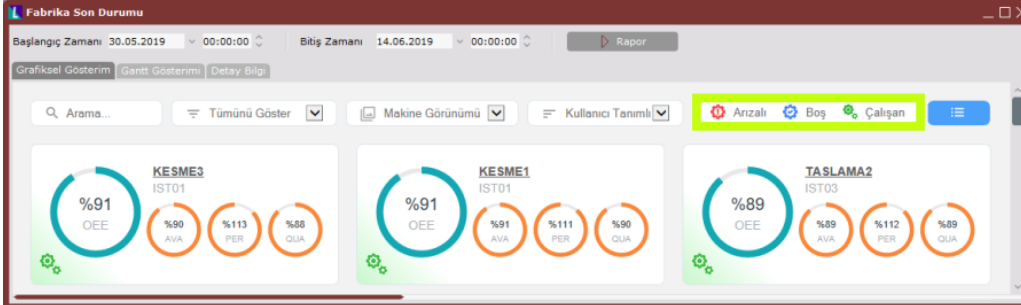 Fabrika Son Durumu
Başlangıç Zamanı 30.05.2019 00:00:00 Bitiş Zamanı 14.06.2019 00:00:00 Rapor
Grafiksel Gösterim Gantt Gösterimi Detay Bilgi
Arama... Tümünü Göster Makine Görünümü Kullanıcı Tanımlı Arızalı Boş Çalışan
KESME3
IST01
%91
OEE
%90
AVA
%113
PER
%88
QUA
KESME1
IST01
%91
OEE
%91
AVA
%111
PER
%90
QUA
TASLAMA2
IST03
%89
OEE
%89
AVA
%112
PER
%89
QUA